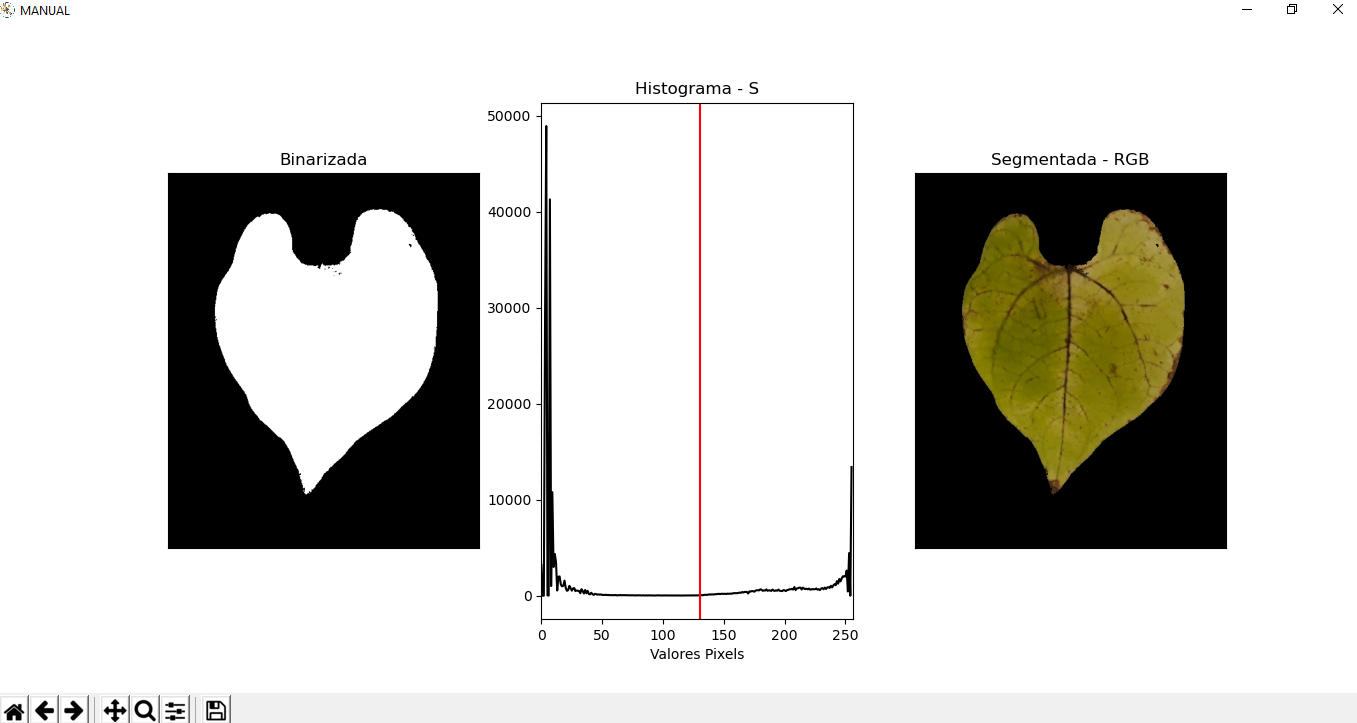 MANUAL
Histograma - S
Binarizada
Segmentada - RGB
50000
40000
30000
20000
10000
0
0 50 100 150 200 250
Valores Pixels